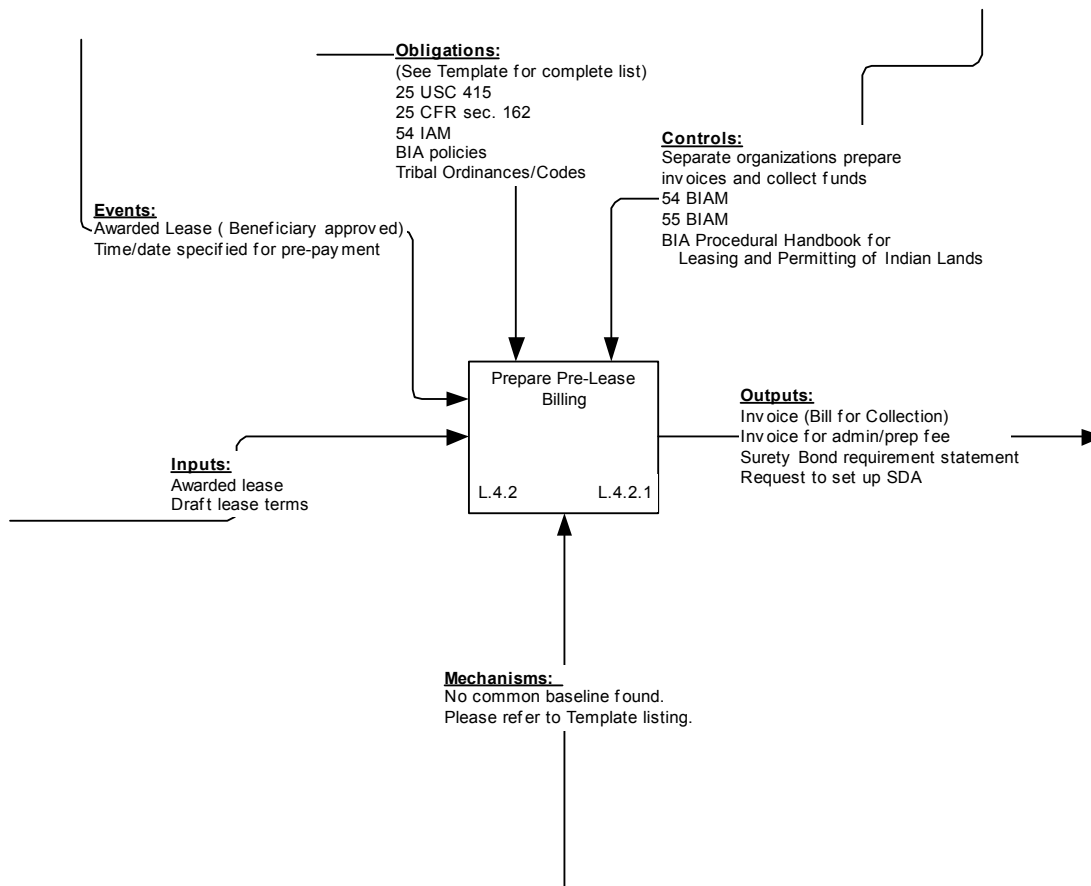 Obligations:
(See Template for complete list)
25 USC 415
25 CFR sec. 162
54 IAM
BIA policies
Tribal Ordinances/Codes
Controls:
Separate organizations prepare
invoices and collect funds
54 BIAM
55 BIAM
BIA Procedural Handbook for
Leasing and Permitting of Indian Lands
Events:
Awarded Lease ( Beneficiary approved)
Time/date specified for pre-payment
Prepare Pre-Lease
Billing
L.4.2 L.4.2.1
Outputs:
Invoice (Bill for Collection)
Invoice for admin/prep fee
Surety Bond requirement statement
Request to set up SDA
Inputs:
Awarded lease
Draft lease terms
Mechanisms:
No common baseline found.
Please refer to Template listing.